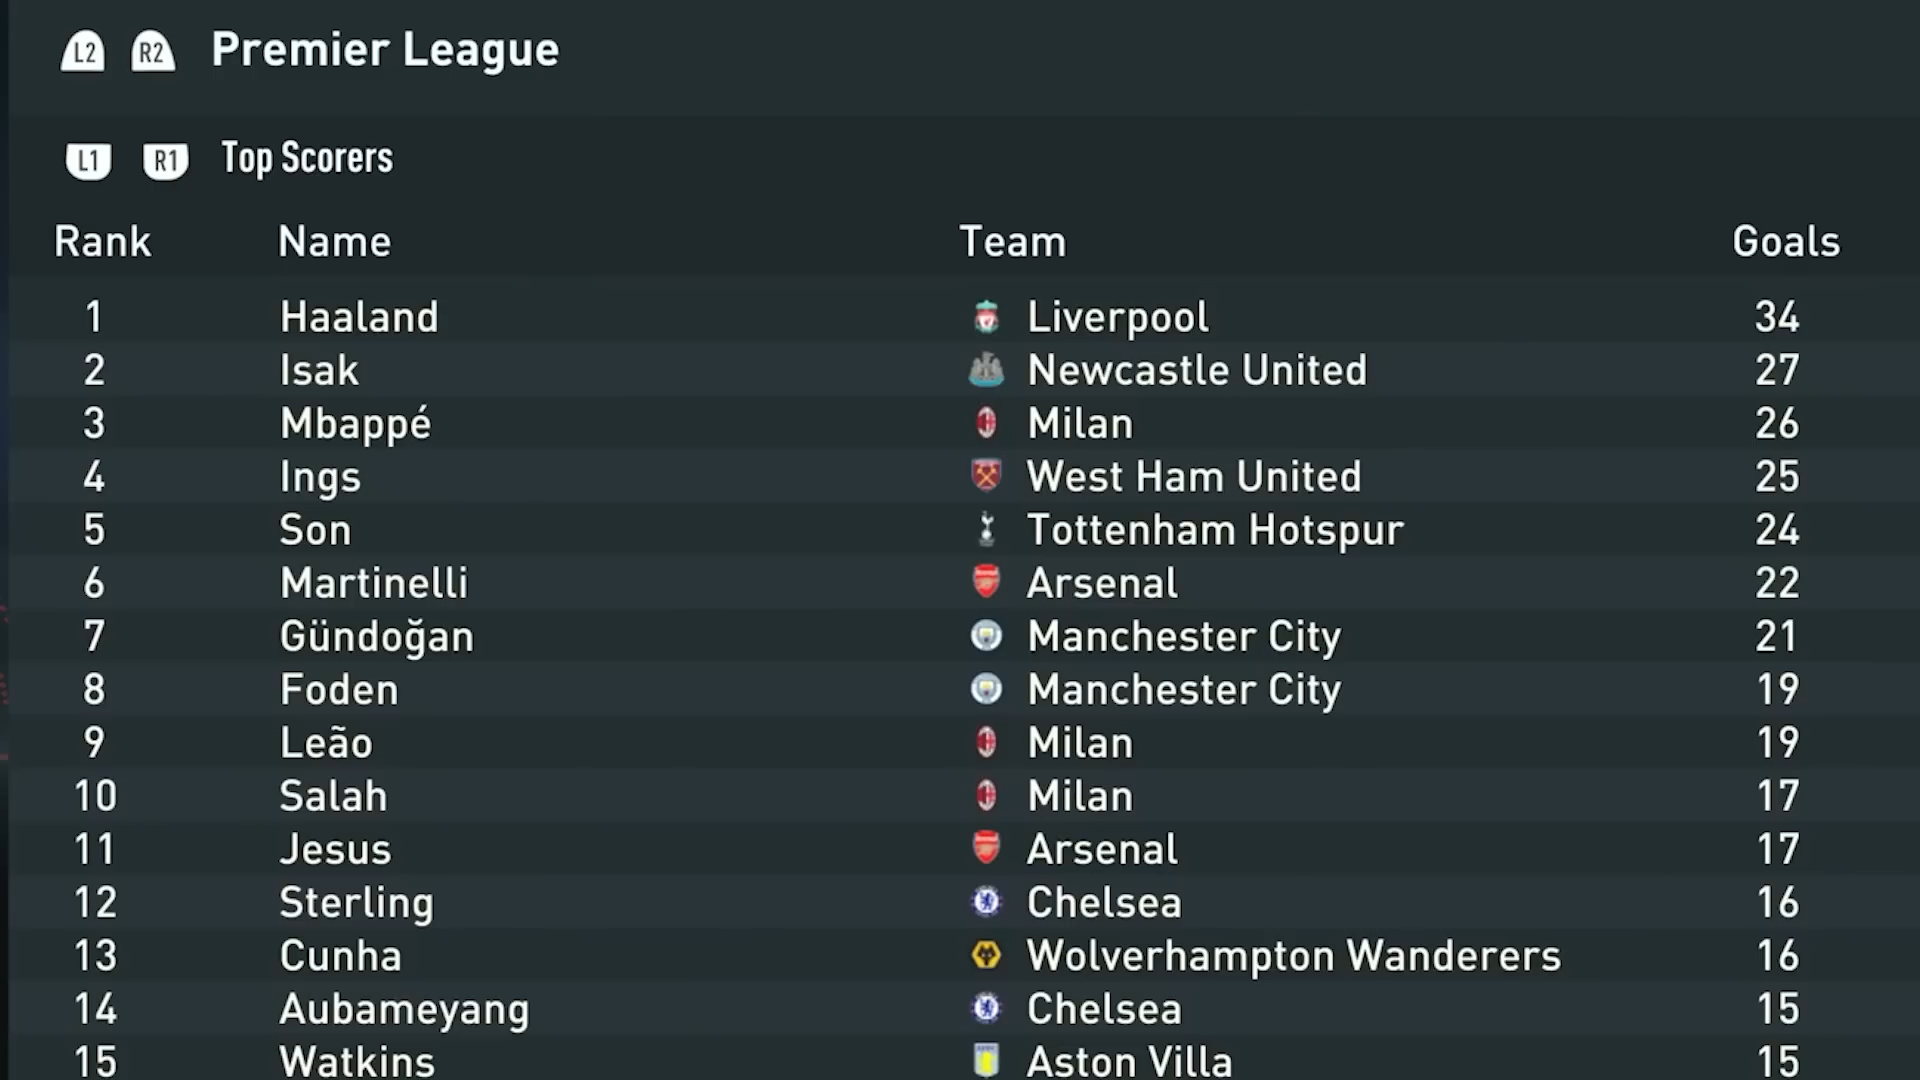 L2 R2 Premier League
L1 R1 Top Scorers
Rank Name Team Goals
1 Haaland Liverpool 34
2 Isak Newcastle United 27
3 Mbappé Milan 26
4 Ings West Ham United 25
5 Son Tottenham Hotspur 24
6 Martinelli Arsenal 22
7 Gündoğan Manchester City 21
8 Foden Manchester City 19
9 Leão Milan 19
10 Salah Milan 17
11 Jesus Arsenal 17
12 Sterling Chelsea 16
13 Cunha Wolverhampton Wanderers 16
14 Aubameyang Chelsea 15
15 Watkins Aston Villa 15